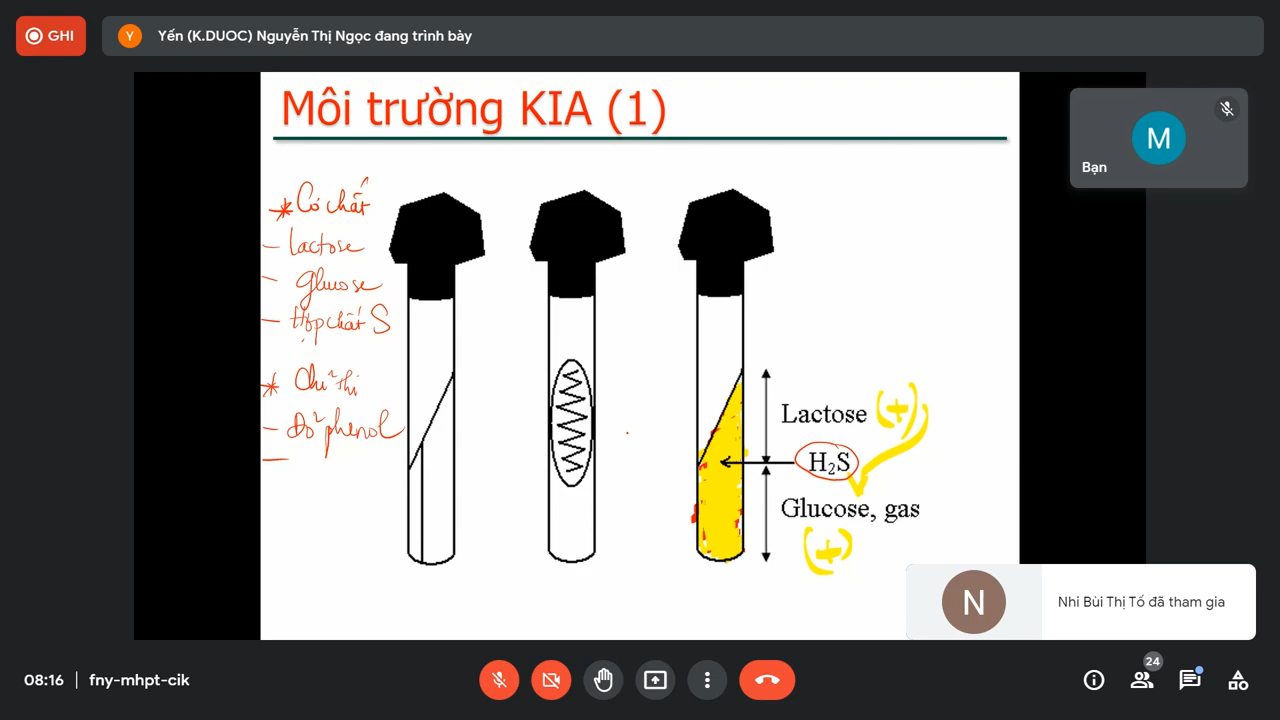 GHI
Y
Yến (K.DUOC) Nguyễn Thị Ngọc đang trình bày
Môi trường KIA (1)
M
Bạn
* Có chất
- Lactose
- glucose
- Hợp chất S
* Chỉ thị
- Đỏ phenol
Lactose (+)
H₂S
Glucose, gas
(+)
N
Nhi Bùi Thị Tố đã tham gia
08:16 | fny-mhpt-cik
24